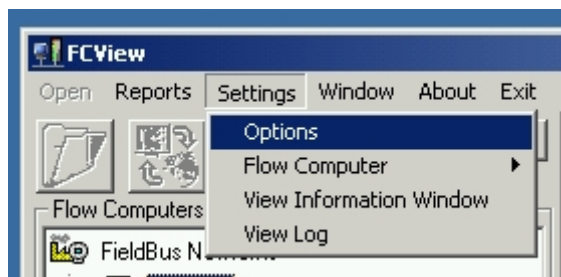 FCView
Open Reports Settings Window About Exit
Options
Flow Computer
View Information Window
Flow Computers
View Log
FieldBus